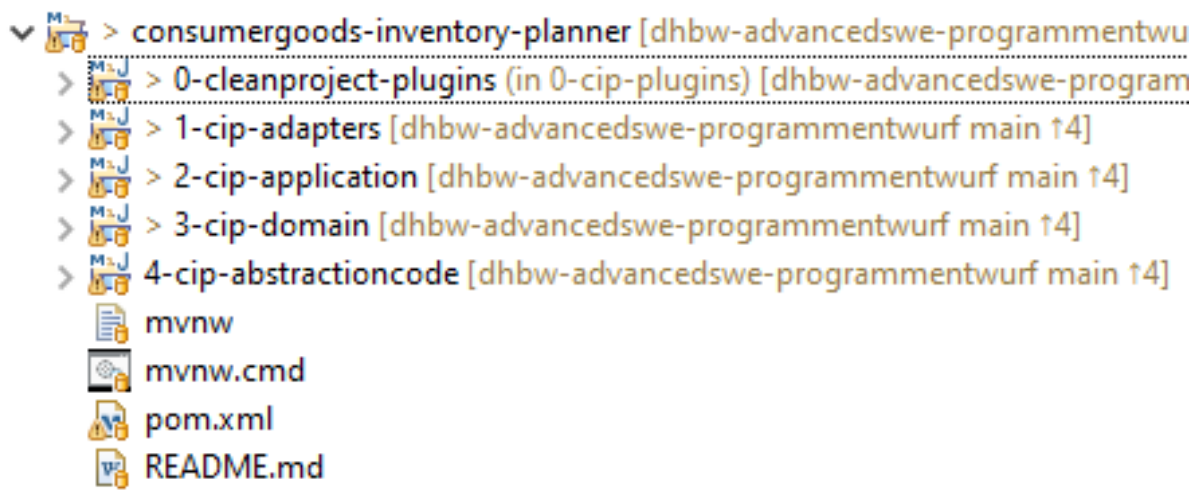 > consumergoods-inventory-planner [dhbw-advancedswe-programmentwu
> 0-cleanproject-plugins (in 0-cip-plugins) [dhbw-advancedswe-program
> 1-cip-adapters [dhbw-advancedswe-programmentwurf main ↑4]
> 2-cip-application [dhbw-advancedswe-programmentwurf main ↑4]
> 3-cip-domain [dhbw-advancedswe-programmentwurf main ↑4]
4-cip-abstractioncode [dhbw-advancedswe-programmentwurf main ↑4]
mvnw
mvnw.cmd
pom.xml
README.md